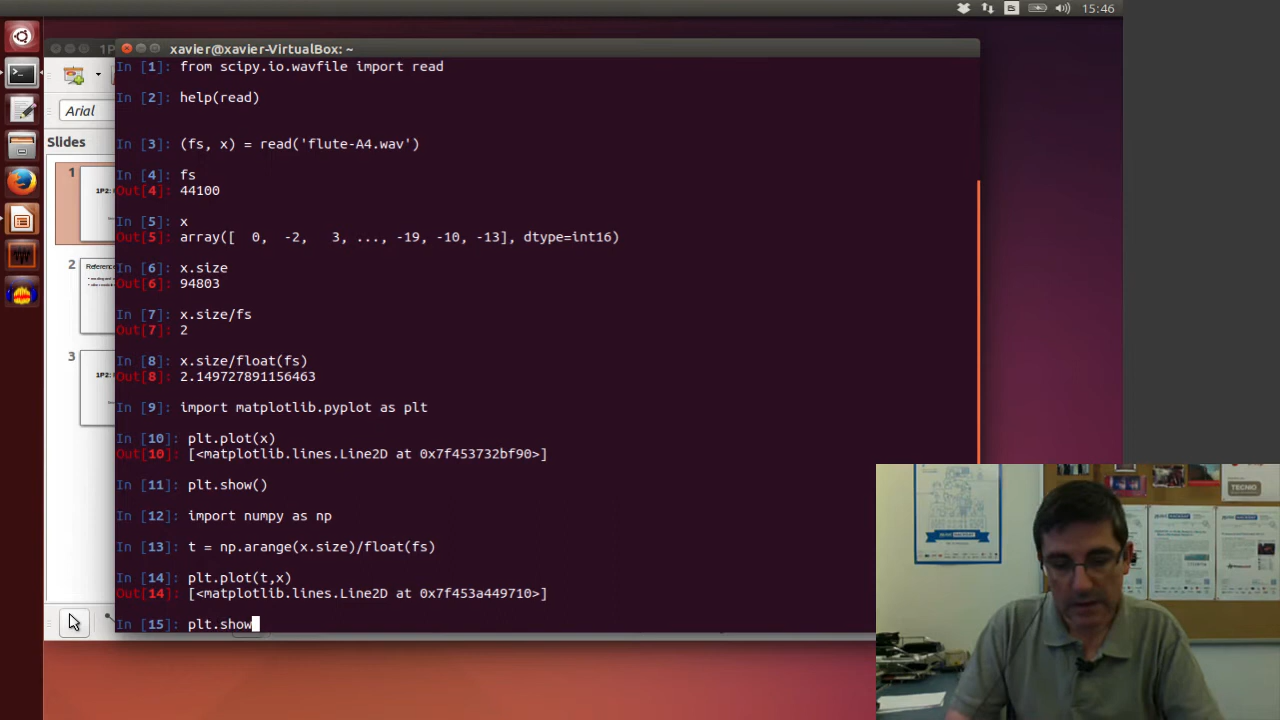 15:46
1P
xavier@xavier-VirtualBox: ~
In [1]: from scipy.io.wavfile import read
In [2]: help(read)
In [3]: (fs, x) = read('flute-A4.wav')
In [4]: fs
Out[4]: 44100
In [5]: x
Out[5]: array([  0,  -2,   3, ..., -19, -10, -13], dtype=int16)
In [6]: x.size
Out[6]: 94803
In [7]: x.size/fs
Out[7]: 2
In [8]: x.size/float(fs)
Out[8]: 2.149727891156463
In [9]: import matplotlib.pyplot as plt
In [10]: plt.plot(x)
Out[10]: [<matplotlib.lines.Line2D at 0x7f453732bf90>]
In [11]: plt.show()
In [12]: import numpy as np
In [13]: t = np.arange(x.size)/float(fs)
In [14]: plt.plot(t,x)
Out[14]: [<matplotlib.lines.Line2D at 0x7f453a449710>]
In [15]: plt.show
Arial
Slides
1
1P2:
2
Reference
3
1P2:
TECNIO